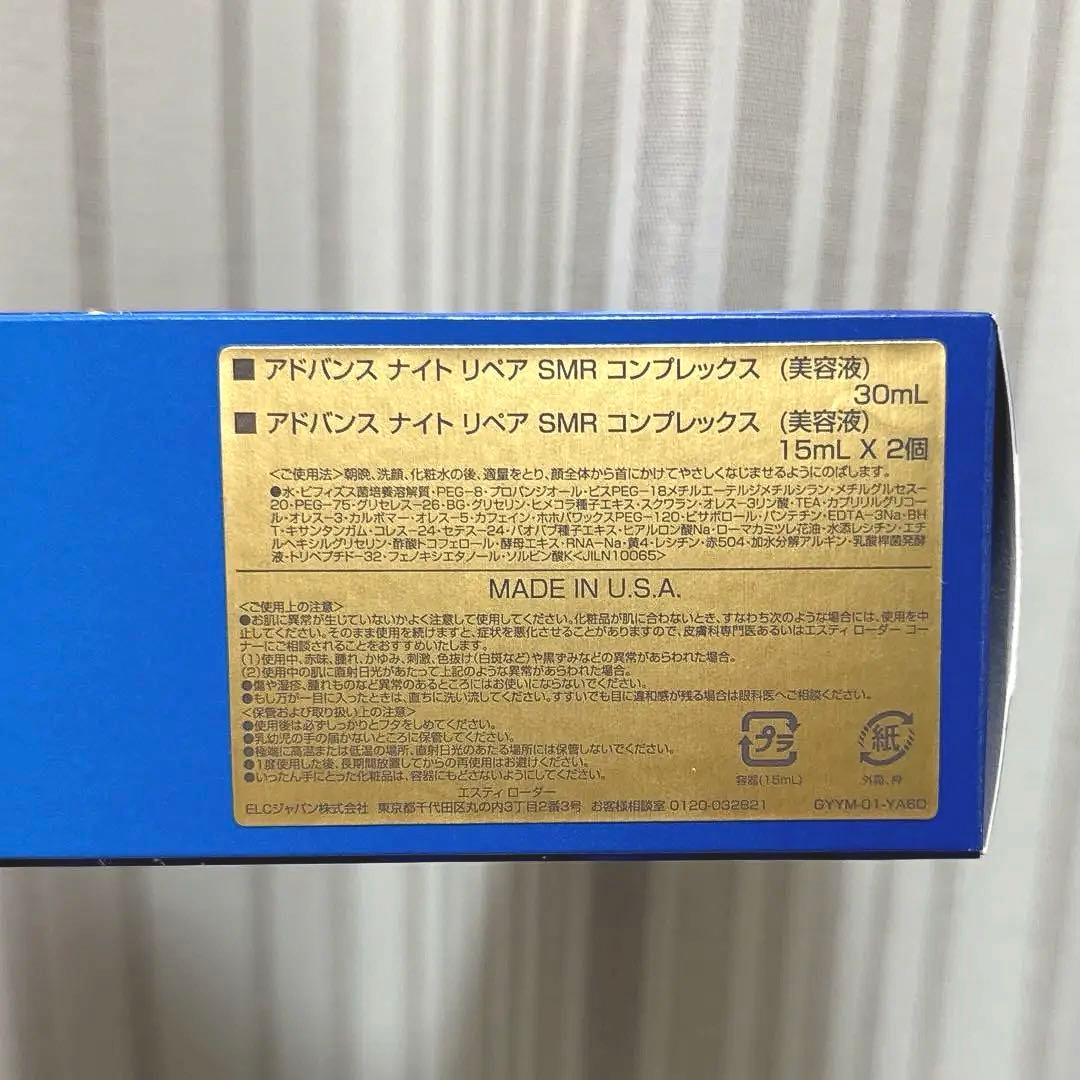 ■ アドバンス ナイト リペア SMR コンプレックス （美容液）
30mL
■ アドバンス ナイト リペア SMR コンプレックス （美容液）
15mL X 2個
＜ご使用法＞朝晩、洗顔、化粧水の後、適量をとり、顔全体から首にかけてやさしくなじませるようにのばします。
●水・ビフィズス菌培養溶解質・PEG-8・プロパンジオール・ビスPEG-18メチルエーテルジメチルシラン・メチルグルセス-
20・PEG-75・グリセレス-26・BG・グリセリン・ヒメコラ種子エキス・スクワラン・オレス-3リン酸・TEA・カプリリルグリコー
ル・オレス-3・カルボマー・オレス-5・カフェイン・ホホバワックスPEG-120・ビサボロール・パンテチン・EDTA-3Na・BH
T・キサンタンガム・コレス-24・セテス-24・バオバブ種子エキス・ヒアルロン酸Na・ローマカミツレ花油・水添レシチン・エチ
ルヘキシルグリセリン・酢酸トコフェロール・酵母エキス・RNA-Na・黄4・レシチン・赤504・加水分解アルギン・乳酸桿菌発酵
液・トリペプチド-32・フェノキシエタノール・ソルビン酸K<JILN10065>
MADE IN U.S.A.
＜ご使用上の注意＞
●お肌に異常が生じていないかよく注意して使用してください。化粧品が肌に合わないとき、すなわち次のような場合には、使用を中
止してください。そのまま使用を続けますと、症状を悪化させることがありますので、皮膚科専門医あるいはエスティ ローダー コー
ナーにご相談されることをおすすめいたします。
（1）使用中、赤味、腫れ、かゆみ、刺激、色抜け（白斑など）や黒ずみなどの異常があらわれた場合。
（2）使用中の肌に直射日光があたって上記のような異常があらわれた場合。
●傷や湿疹、腫れものなど異常のあるところにはお使いにならないでください。
●もし万が一目に入ったときは、直ちに洗い流してください。すすいでも目に違和感が残る場合は眼科医へご相談ください。
＜保管および取り扱い上の注意＞
●使用後は必ずしっかりとフタをしめてください。
●乳幼児の手の届かないところに保管してください。
●極端に高温または低温の場所、直射日光のあたる場所には保管しないでください。
●1度使用した後、長期間放置してからの再使用はお避けください。
●いったん手にとった化粧品は、容器にもどさないようにしてください。
プラ
容器（15mL）
紙
外箱、枠
エスティ ローダー
ELCジャパン株式会社 東京都千代田区丸の内3丁目2番3号 お客様相談室 0120-032821 GYYM-01-YA6D